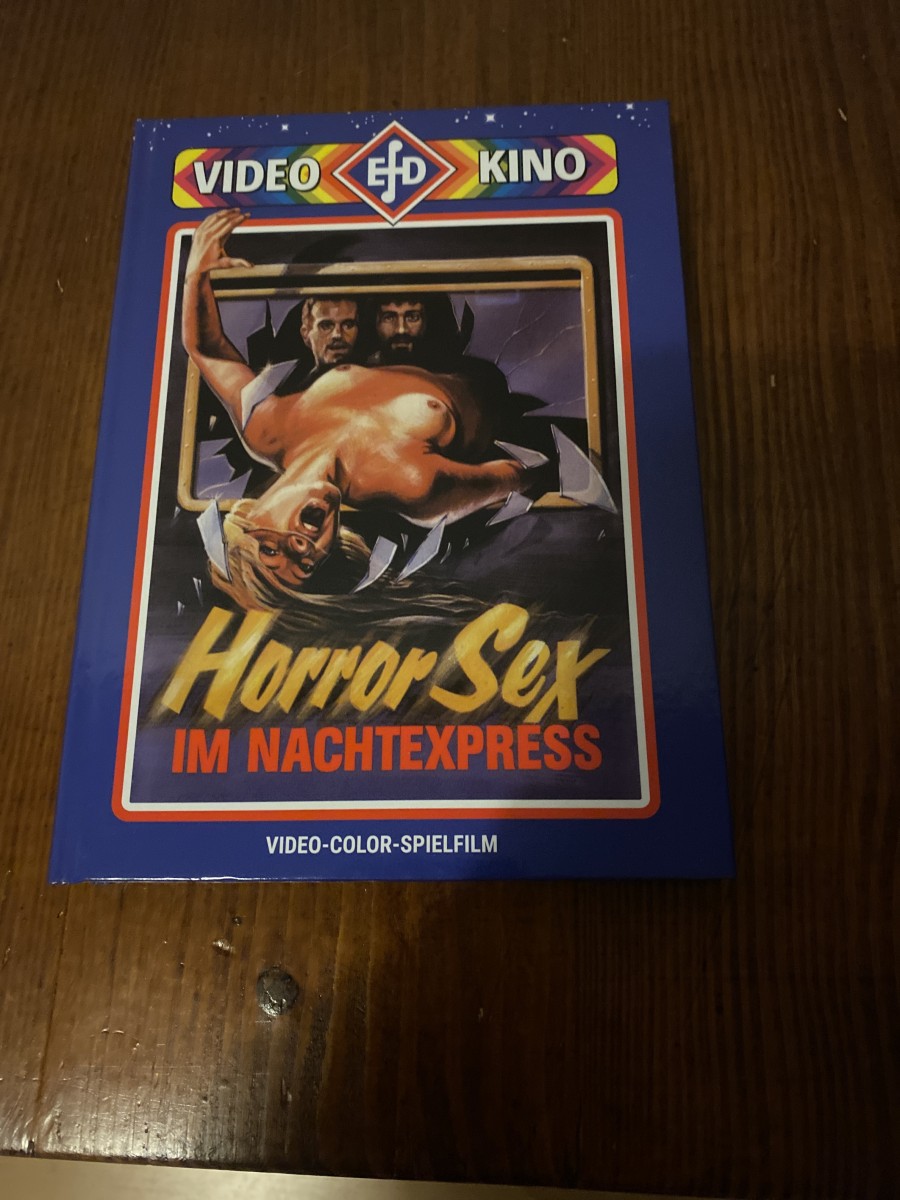 VIDEO EfD KINO
Horror Sex
IM NACHTEXPRESS
VIDEO-COLOR-SPIELFILM